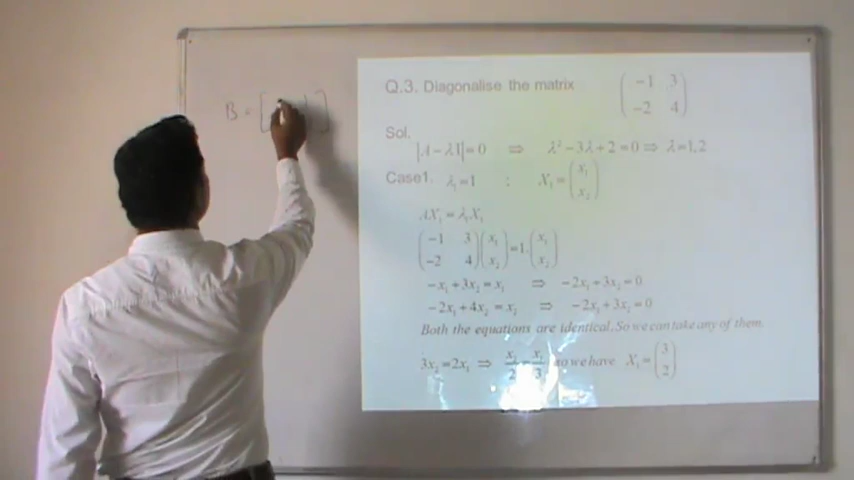 B = [ ]
Q.3. Diagonalise the matrix (-1 3 -2 4)
Sol.
|A − λI| = 0 ⇒ λ² − 3λ + 2 = 0 ⇒ λ = 1, 2
Case1. λ₁ = 1 : X₁ = (x₁ x₂)
AX₁ = λ₁X₁
(-1 3 -2 4)(x₁ x₂) = 1.(x₁ x₂)
−x₁ + 3x₂ = x₁ ⇒ −2x₁ + 3x₂ = 0
−2x₁ + 4x₂ = x₂ ⇒ −2x₁ + 3x₂ = 0
Both the equations are identical. So we can take any of them.
3x₂ = 2x₁ ⇒ x₂/2 = x₁/3 so we have X₁ = (3 2)